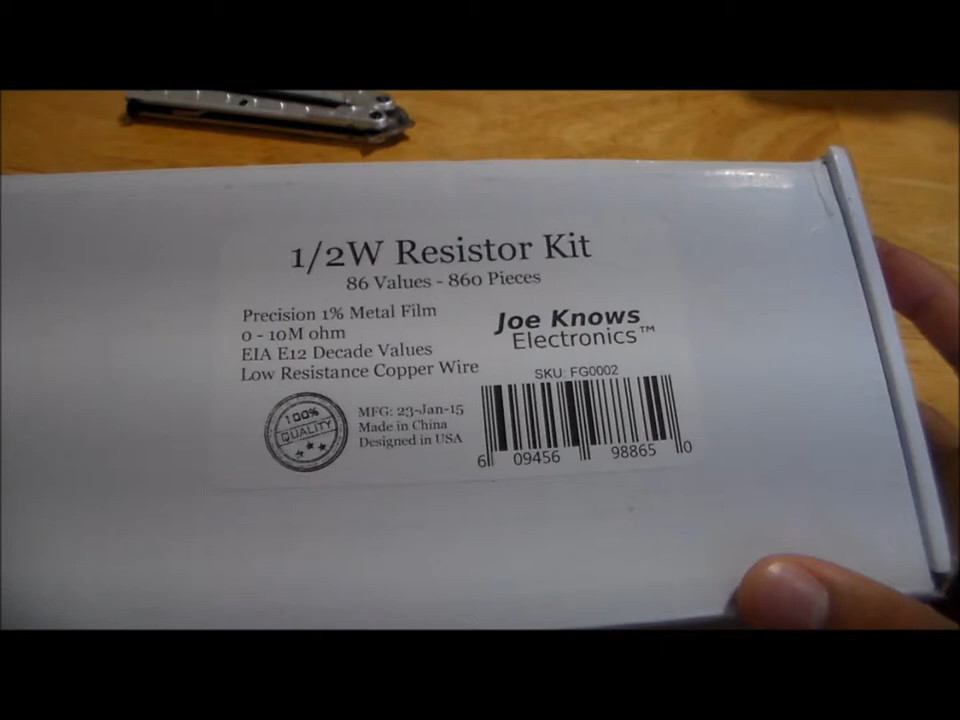 1/2W Resistor Kit
86 Values - 860 Pieces
Precision 1% Metal Film
0 - 10M ohm
EIA E12 Decade Values
Low Resistance Copper Wire
Joe Knows
Electronics™
SKU: FG0002
100%
QUALITY
MFG: 23-Jan-15
Made in China
Designed in USA
6 09456 98865 0